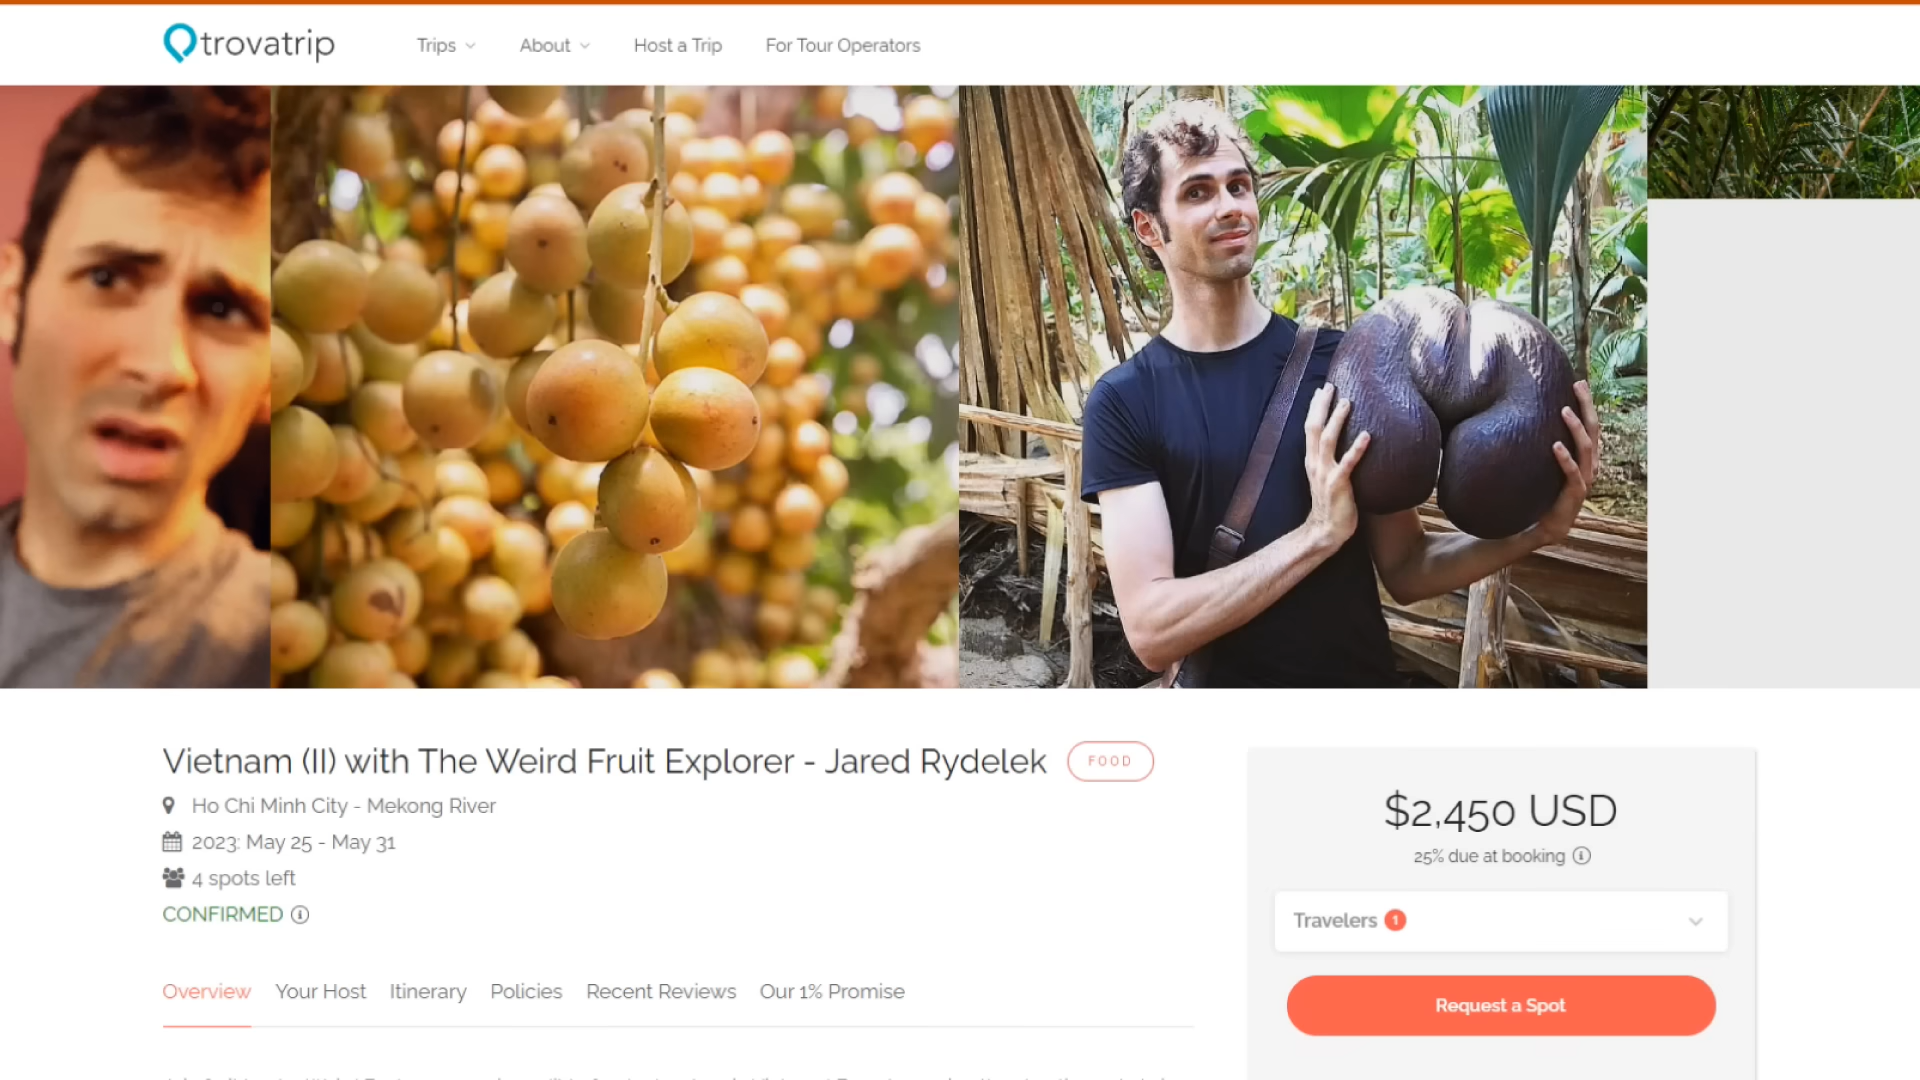 trovatrip
Trips
About
Host a Trip
For Tour Operators
Vietnam (II) with The Weird Fruit Explorer - Jared Rydelek
FOOD
Ho Chi Minh City - Mekong River
2023: May 25 - May 31
4 spots left
CONFIRMED
Overview
Your Host
Itinerary
Policies
Recent Reviews
Our 1% Promise
$2,450 USD
25% due at booking
Travelers 1
Request a Spot